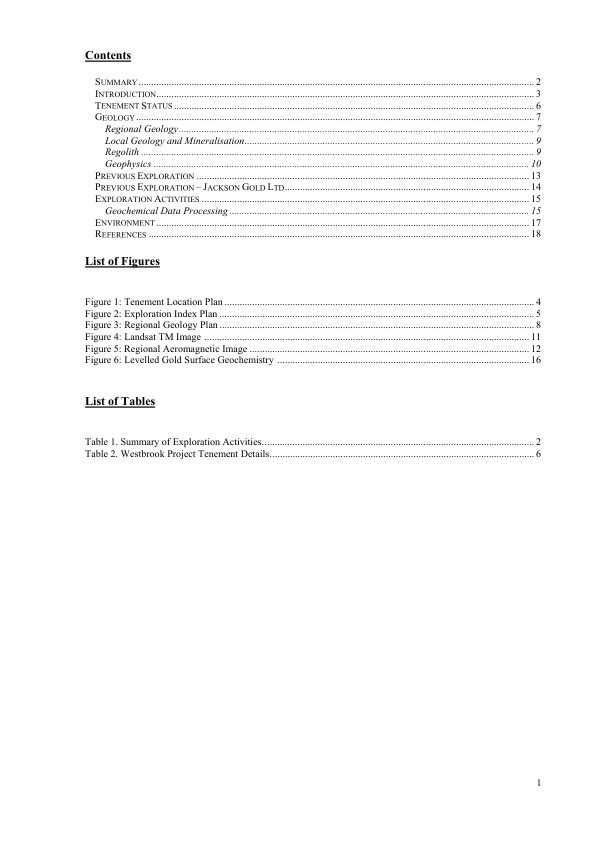 Contents
SUMMARY ... 2
INTRODUCTION ... 3
TENEMENT STATUS ... 6
GEOLOGY ... 7
Regional Geology ... 7
Local Geology and Mineralisation ... 9
Regolith ... 9
Geophysics ... 10
PREVIOUS EXPLORATION ... 13
PREVIOUS EXPLORATION – JACKSON GOLD LTD ... 14
EXPLORATION ACTIVITIES ... 15
Geochemical Data Processing ... 15
ENVIRONMENT ... 17
REFERENCES ... 18
List of Figures
Figure 1: Tenement Location Plan ... 4
Figure 2: Exploration Index Plan ... 5
Figure 3: Regional Geology Plan ... 8
Figure 4: Landsat TM Image ... 11
Figure 5: Regional Aeromagnetic Image ... 12
Figure 6: Levelled Gold Surface Geochemistry ... 16
List of Tables
Table 1. Summary of Exploration Activities. ... 2
Table 2. Westbrook Project Tenement Details. ... 6
1